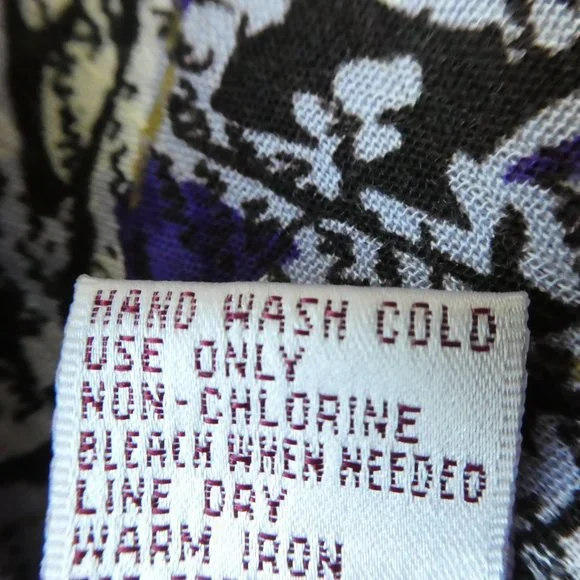 HAND WASH COLD
USE ONLY
NON-CHLORINE
BLEACH WHEN NEEDED
LINE DRY
WARM IRON